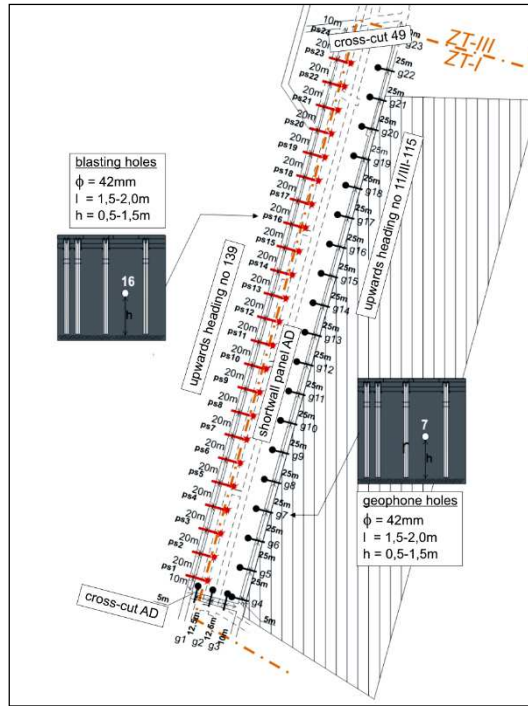 10m
ps24
cross-cut 49
g23
ZT-III
ZT-I
ps23
20m
25m
g22
ps22
20m
25m
g21
ps21
20m
25m
g20
ps20
20m
25m
g19
ps19
20m
25m
g18
ps18
20m
25m
g17
ps17
20m
25m
g16
ps16
20m
25m
g15
ps15
20m
25m
g14
ps14
20m
25m
g13
ps13
20m
25m
g12
ps12
20m
25m
g11
ps11
20m
25m
g10
ps10
20m
25m
g9
ps9
20m
25m
g8
ps8
20m
25m
g7
ps7
20m
25m
g6
ps6
20m
25m
g5
ps5
20m
25m
g4
ps4
20m
ps3
20m
ps2
20m
ps1
10m
5m
12,5m
12,5m
10m
5m
g1
g2
g3
upwards heading no 139
shortwall panel AD
upwards heading no 11/III-115
cross-cut AD
blasting holes
ϕ = 42mm
l = 1,5-2,0m
h = 0,5-1,5m
16
h
7
h
geophone holes
ϕ = 42mm
l = 1,5-2,0m
h = 0,5-1,5m